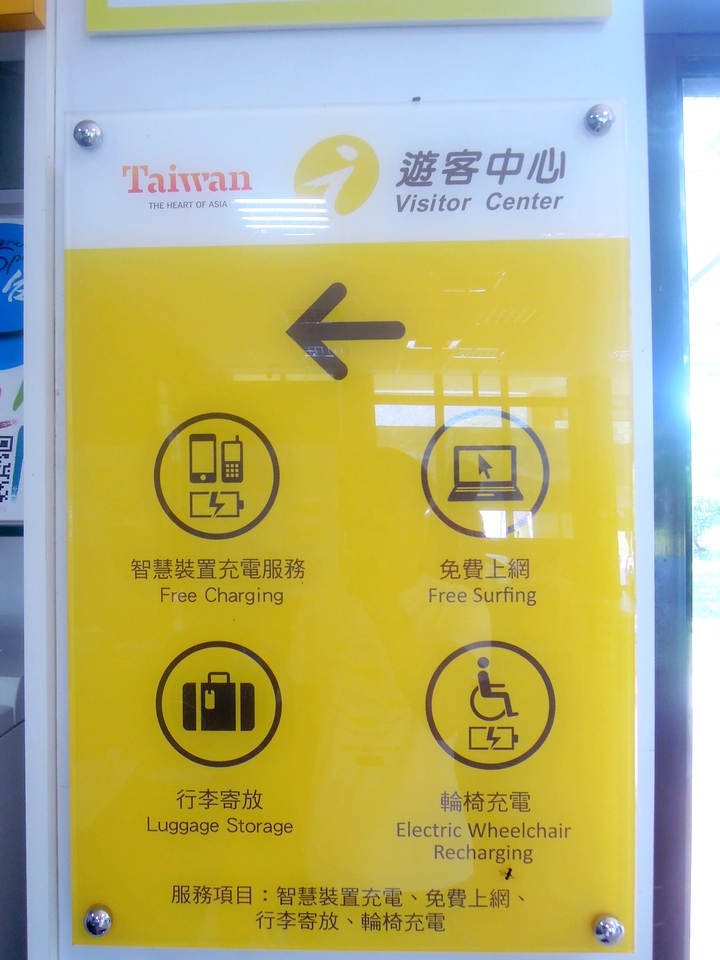 Taiwan
THE HEART OF ASIA
遊客中心
Visitor Center
智慧裝置充電服務
Free Charging
免費上網
Free Surfing
行李寄放
Luggage Storage
輪椅充電
Electric Wheelchair
Recharging
服務項目：智慧裝置充電、免費上網、
行李寄放、輪椅充電